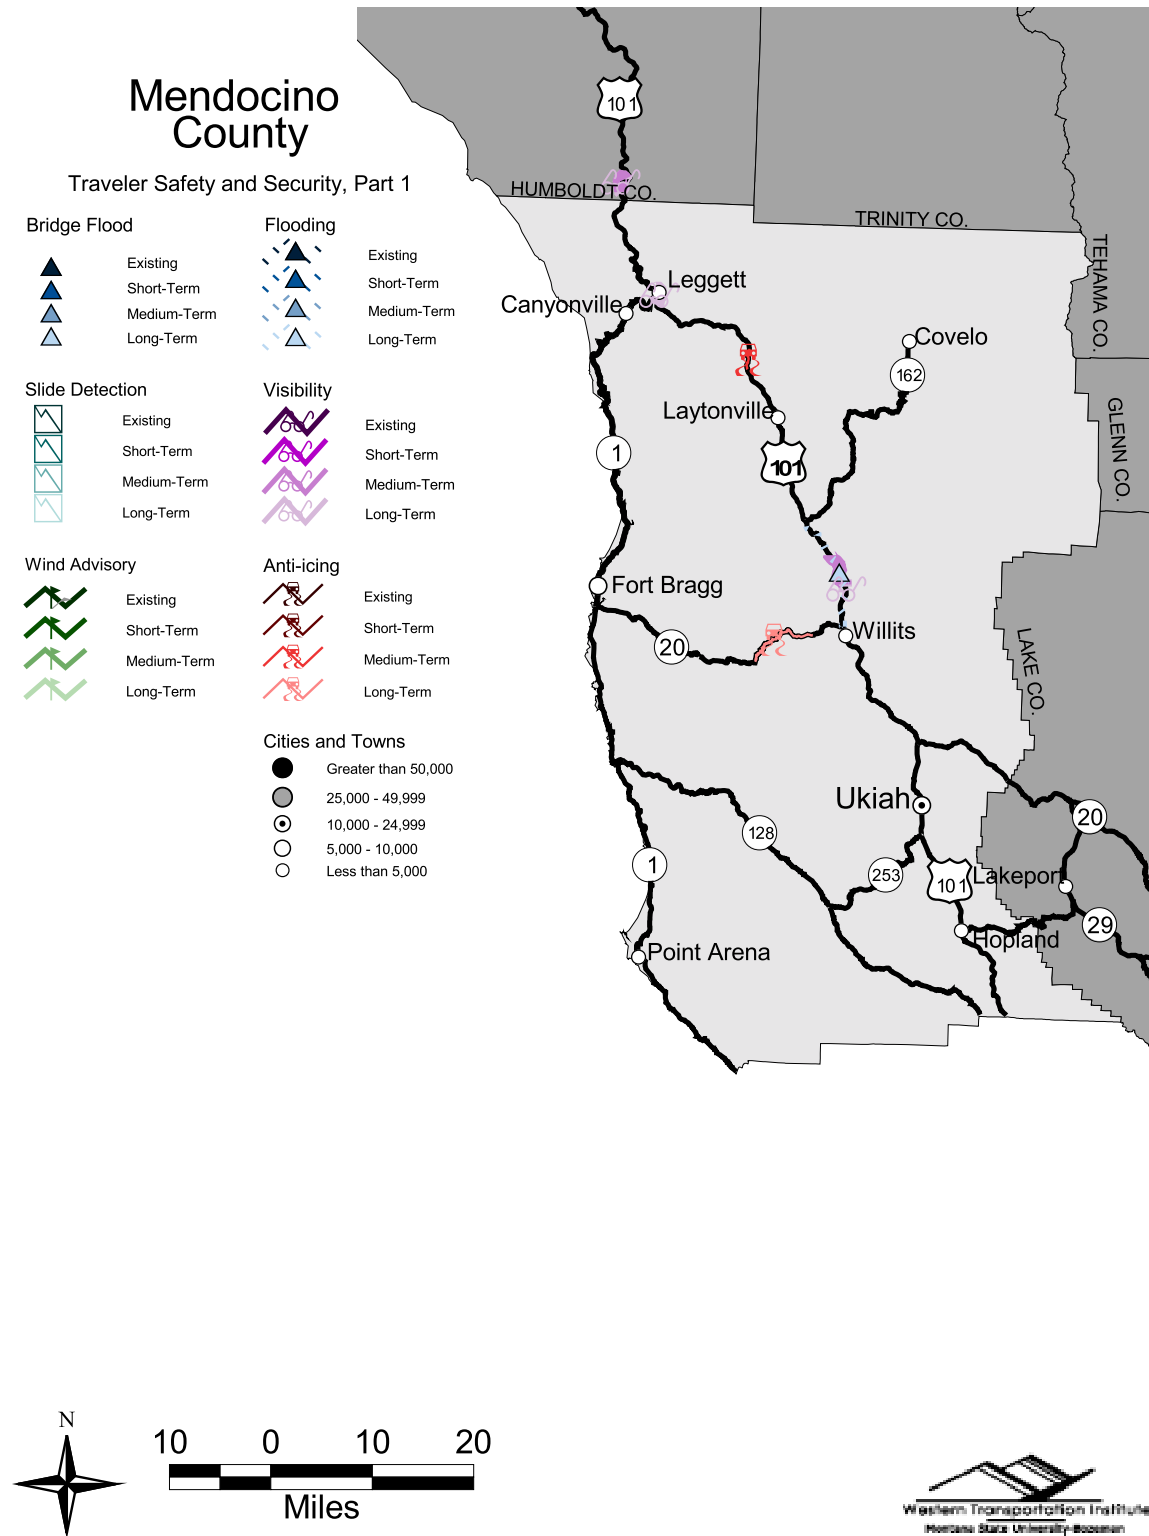 Mendocino
County
Traveler Safety and Security, Part 1
Bridge Flood
Existing
Short-Term
Medium-Term
Long-Term
Flooding
Existing
Short-Term
Medium-Term
Long-Term
Slide Detection
Existing
Short-Term
Medium-Term
Long-Term
Visibility
Existing
Short-Term
Medium-Term
Long-Term
Wind Advisory
Existing
Short-Term
Medium-Term
Long-Term
Anti-icing
Existing
Short-Term
Medium-Term
Long-Term
Cities and Towns
Greater than 50,000
25,000 - 49,999
10,000 - 24,999
5,000 - 10,000
Less than 5,000
101
HUMBOLDT CO.
TRINITY CO.
TEHAMA CO.
Leggett
Canyonville
Covelo
162
GLENN CO.
Laytonville
1
101
Fort Bragg
Willits
20
LAKE CO.
Ukiah
20
128
1
253
101
Lakeport
29
Hopland
Point Arena
N
10 0 10 20
Miles
Western Transportation Institute
Montana State University-Bozeman